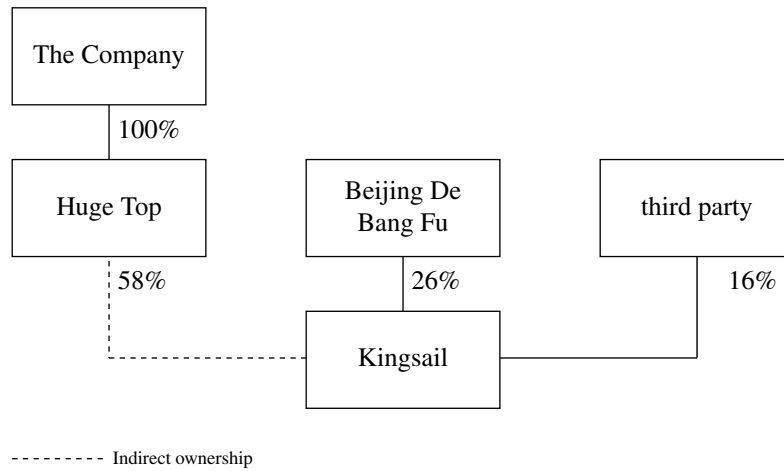 The Company
100%
Huge Top
Beijing De
Bang Fu
third party
58%
26%
16%
Kingsail
Indirect ownership